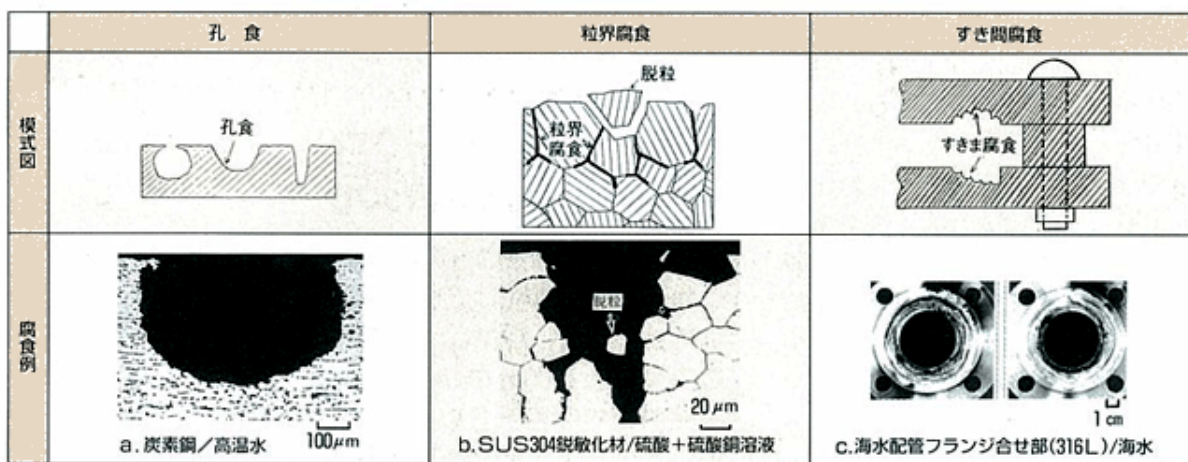 孔 食
粒界腐食
すき間腐食
模式図
孔食
脱粒
粒界
腐食
すきま腐食
腐食例
脱粒
100μm
20μm
1cm
a.炭素鋼/高温水
b.SUS304鋭敏化材/硫酸+硫酸銅溶液
c.海水配管フランジ合せ部(316L)/海水